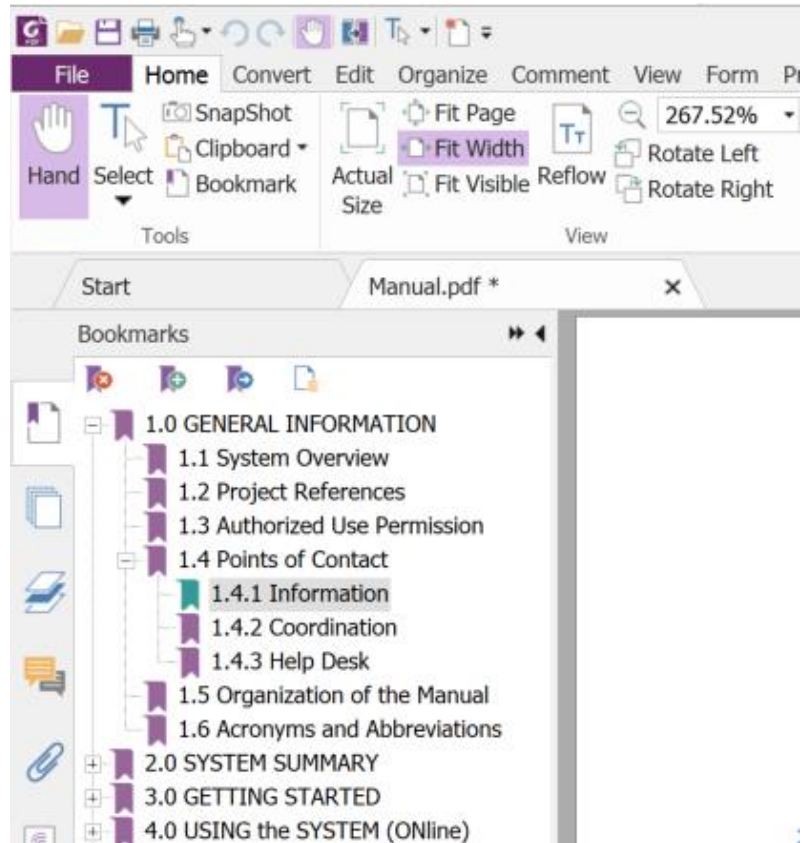 File Home Convert Edit Organize Comment View Form
SnapShot Fit Page 267.52%
Clipboard Fit Width Rotate Left
Hand Select Bookmark Actual Size Fit Visible Reflow Rotate Right
Tools View
Start Manual.pdf *
Bookmarks
1.0 GENERAL INFORMATION
1.1 System Overview
1.2 Project References
1.3 Authorized Use Permission
1.4 Points of Contact
1.4.1 Information
1.4.2 Coordination
1.4.3 Help Desk
1.5 Organization of the Manual
1.6 Acronyms and Abbreviations
2.0 SYSTEM SUMMARY
3.0 GETTING STARTED
4.0 USING the SYSTEM (ONline)